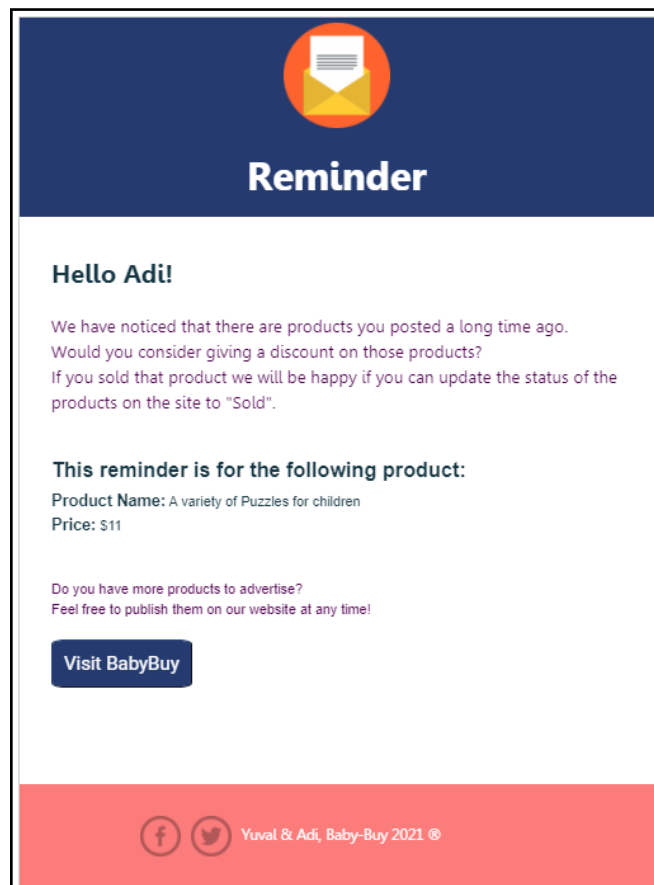 Reminder
Hello Adi!
We have noticed that there are products you posted a long time ago.
Would you consider giving a discount on those products?
If you sold that product we will be happy if you can update the status of the
products on the site to "Sold".
This reminder is for the following product:
Product Name: A variety of Puzzles for children
Price: $11
Do you have more products to advertise?
Feel free to publish them on our website at any time!
Visit BabyBuy
Yuval & Adi, Baby-Buy 2021 ®